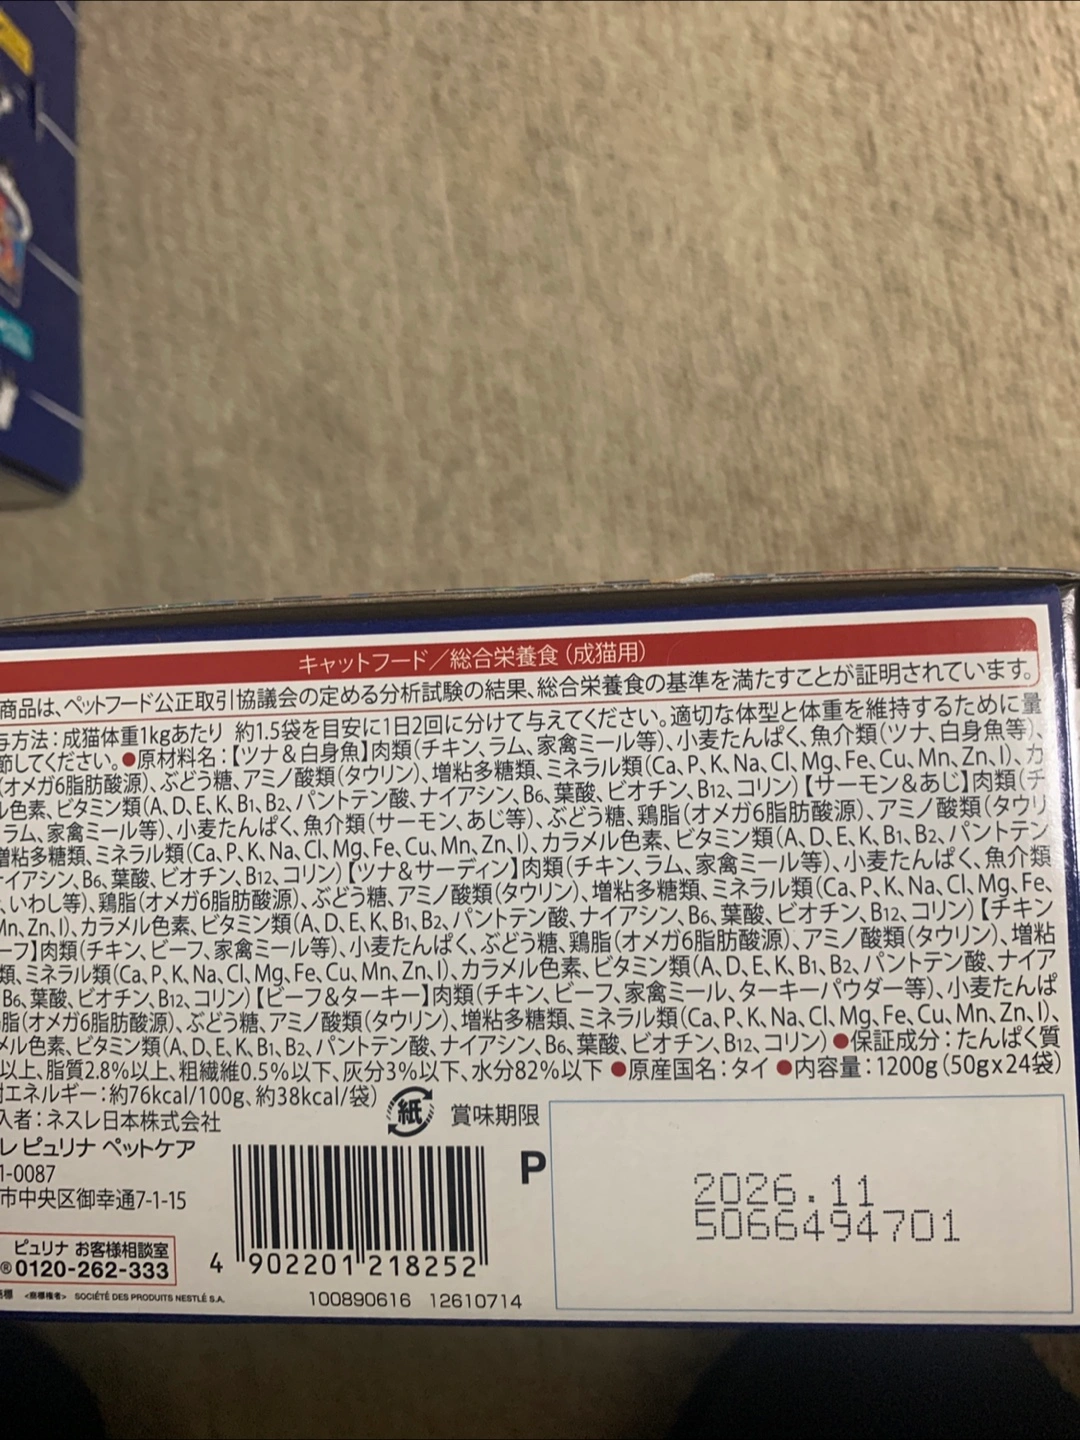 キャットフード／総合栄養食（成猫用）
商品は、ペットフード公正取引協議会の定める分析試験の結果、総合栄養食の基準を満たすことが証明されています。
与方法：成猫体重1kgあたり 約1.5袋を目安に1日2回に分けて与えてください。適切な体型と体重を維持するために量
節してください。●原材料名：【ツナ＆白身魚】肉類（チキン、ラム、家禽ミール等）、小麦たんぱく、魚介類（ツナ、白身魚等）、
（オメガ6脂肪酸源）、ぶどう糖、アミノ酸類（タウリン）、増粘多糖類、ミネラル類（Ca、P、K、Na、Cl、Mg、Fe、Cu、Mn、Zn、I）、カ
ル色素、ビタミン類（A、D、E、K、B1、B2、パントテン酸、ナイアシン、B6、葉酸、ビオチン、B12、コリン）【サーモン＆あじ】肉類（チ
ラム、家禽ミール等）、小麦たんぱく、魚介類（サーモン、あじ等）、ぶどう糖、鶏脂（オメガ6脂肪酸源）、アミノ酸類（タウリ
増粘多糖類、ミネラル類（Ca、P、K、Na、Cl、Mg、Fe、Cu、Mn、Zn、I）、カラメル色素、ビタミン類（A、D、E、K、B1、B2、パントテン
ナイアシン、B6、葉酸、ビオチン、B12、コリン）【ツナ＆サーディン】肉類（チキン、ラム、家禽ミール等）、小麦たんぱく、魚介類
、いわし等）、鶏脂（オメガ6脂肪酸源）、ぶどう糖、アミノ酸類（タウリン）、増粘多糖類、ミネラル類（Ca、P、K、Na、Cl、Mg、Fe、
Mn、Zn、I）、カラメル色素、ビタミン類（A、D、E、K、B1、B2、パントテン酸、ナイアシン、B6、葉酸、ビオチン、B12、コリン）【チキン
ーフ】肉類（チキン、ビーフ、家禽ミール等）、小麦たんぱく、ぶどう糖、鶏脂（オメガ6脂肪酸源）、アミノ酸類（タウリン）、増粘
類、ミネラル類（Ca、P、K、Na、Cl、Mg、Fe、Cu、Mn、Zn、I）、カラメル色素、ビタミン類（A、D、E、K、B1、B2、パントテン酸、ナイア
B6、葉酸、ビオチン、B12、コリン）【ビーフ＆ターキー】肉類（チキン、ビーフ、家禽ミール、ターキーパウダー等）、小麦たんぱ
脂（オメガ6脂肪酸源）、ぶどう糖、アミノ酸類（タウリン）、増粘多糖類、ミネラル類（Ca、P、K、Na、Cl、Mg、Fe、Cu、Mn、Zn、I）、
メル色素、ビタミン類（A、D、E、K、B1、B2、パントテン酸、ナイアシン、B6、葉酸、ビオチン、B12、コリン）●保証成分：たんぱく質
以上、脂質2.8％以上、粗繊維0.5％以下、灰分3％以下、水分82％以下 ●原産国名：タイ ●内容量：1200g（50g×24袋）
エネルギー：約76kcal/100g、約38kcal/袋）
紙 賞味期限
入者：ネスレ日本株式会社
レ ピュリナ ペットケア
1-0087
市中央区御幸通7-1-15
P
2026.11
5066494701
ピュリナ お客様相談室
® 0120-262-333
4 902201 218252
標 <商標権者> SOCIÉTÉ DES PRODUITS NESTLÉ S.A.
100890616 12610714